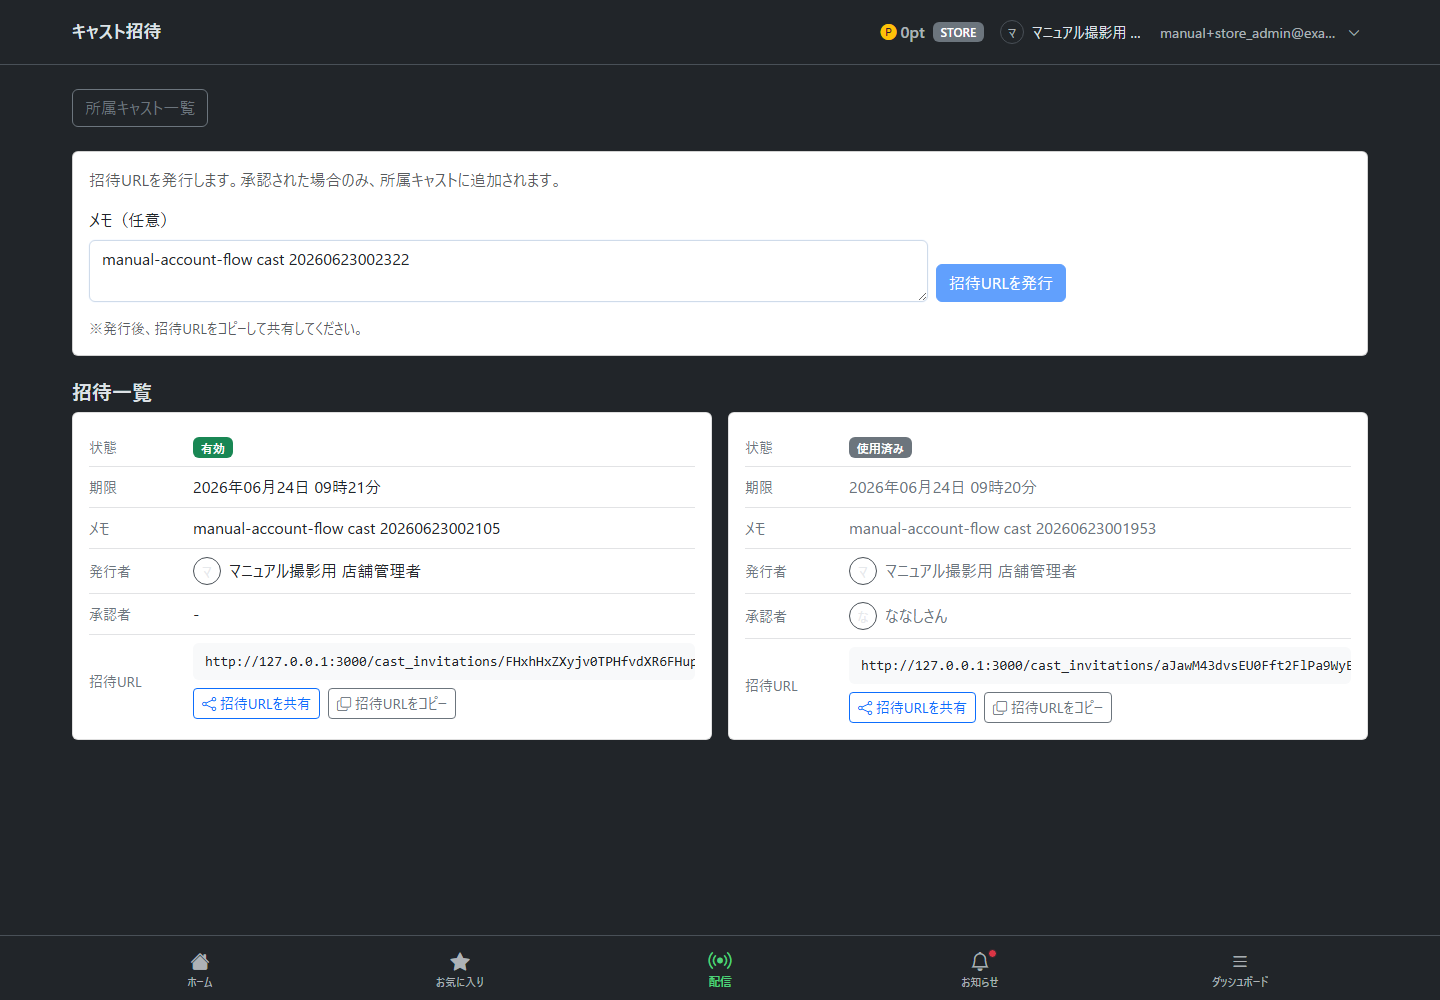 キャスト招待
P 0pt STORE マ マニュアル撮影用 ... manual+store_admin@exa...
所属キャスト一覧
招待URLを発行します。承認された場合のみ、所属キャストに追加されます。
メモ（任意）
manual-account-flow cast 20260623002322
招待URLを発行
※発行後、招待URLをコピーして共有してください。
招待一覧
状態 有効
期限 2026年06月24日 09時21分
メモ manual-account-flow cast 20260623002105
発行者 マ マニュアル撮影用 店舗管理者
承認者 -
招待URL http://127.0.0.1:3000/cast_invitations/FHxhHxZXyjv0TPHfvdXR6FHup
招待URLを共有 招待URLをコピー
状態 使用済み
期限 2026年06月24日 09時20分
メモ manual-account-flow cast 20260623001953
発行者 マ マニュアル撮影用 店舗管理者
承認者 な ななしさん
招待URL http://127.0.0.1:3000/cast_invitations/aJawM43dvsEU0Fft2FlPa9WyE
招待URLを共有 招待URLをコピー
ホーム お気に入り 配信 お知らせ ダッシュボード